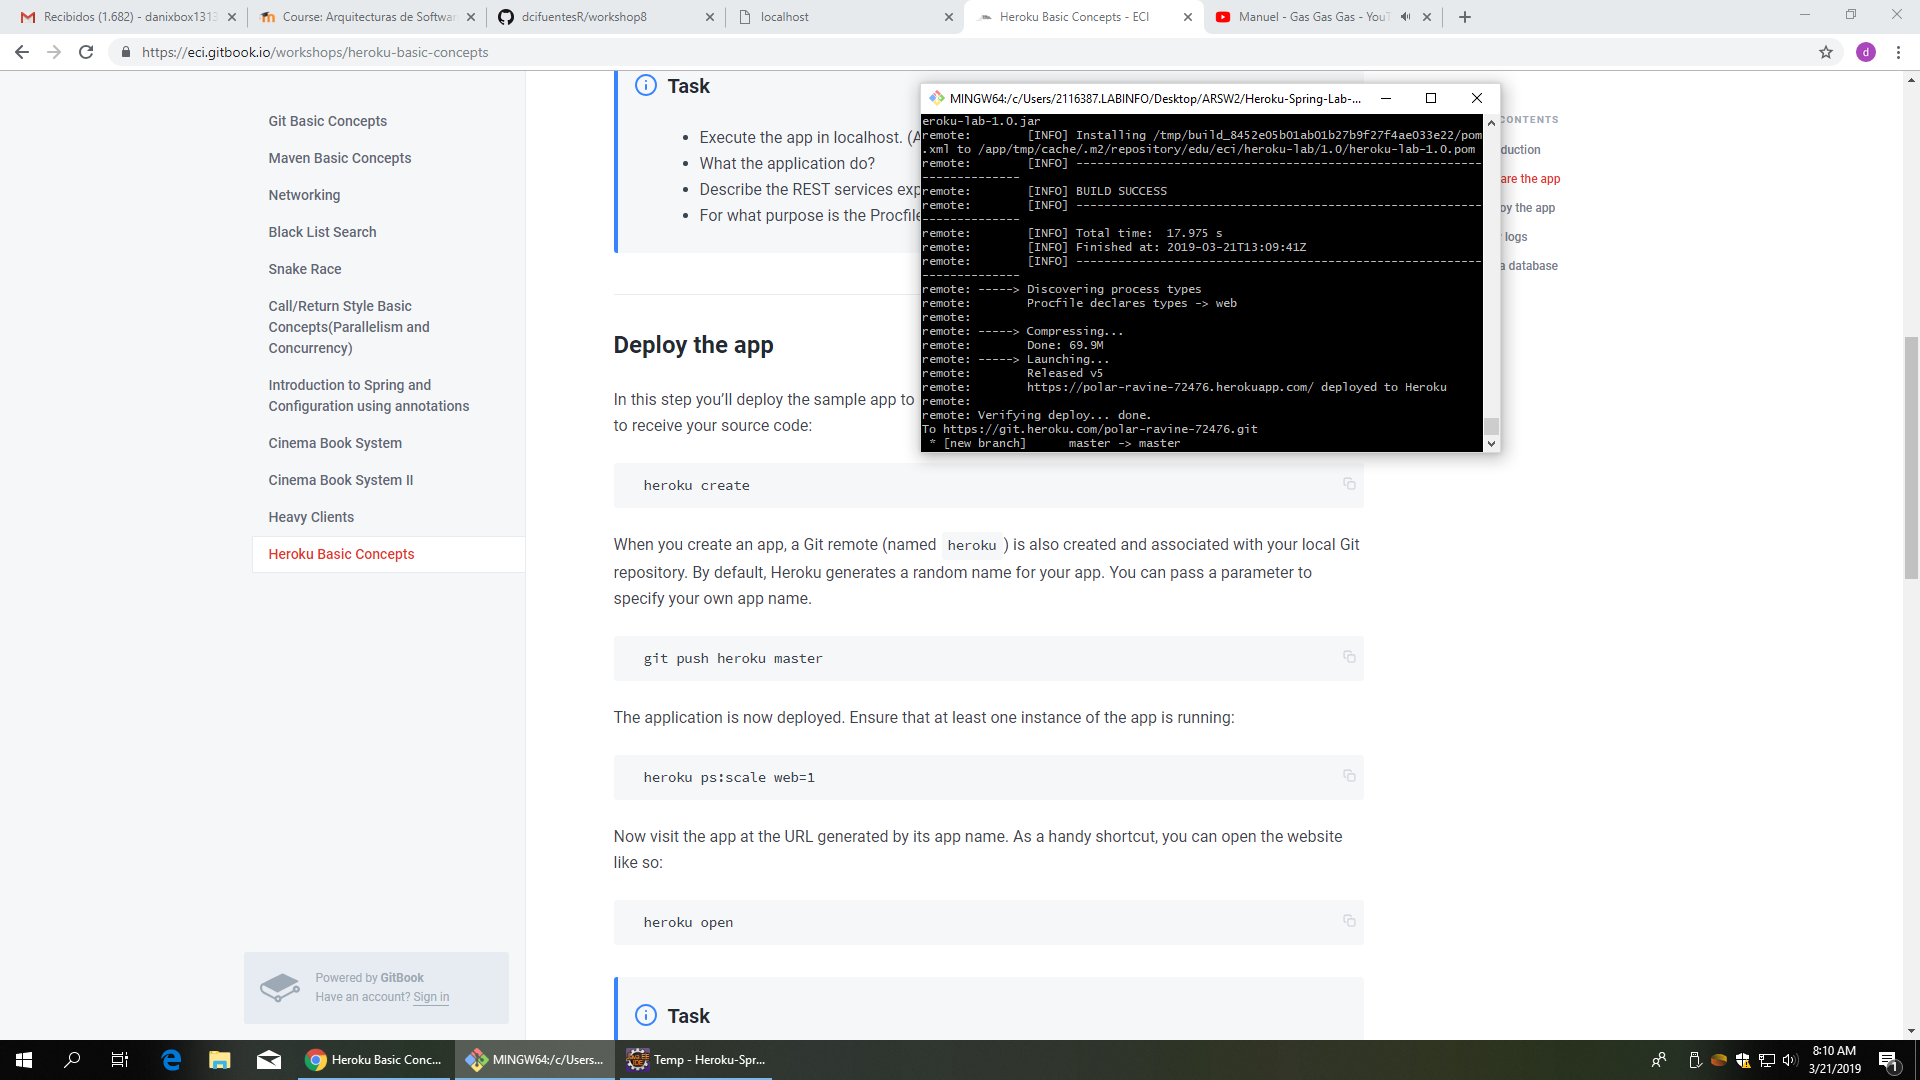 Recibidos (1.682) - danixbox1313
Course: Arquitecturas de Softwar
dcifuentesR/workshop8
localhost
Heroku Basic Concepts - ECI
Manuel - Gas Gas Gas - YouT
https://eci.gitbook.io/workshops/heroku-basic-concepts
d
Git Basic Concepts
Maven Basic Concepts
Networking
Black List Search
Snake Race
Call/Return Style Basic
Concepts(Parallelism and
Concurrency)
Introduction to Spring and
Configuration using annotations
Cinema Book System
Cinema Book System II
Heavy Clients
Heroku Basic Concepts
Powered by GitBook
Have an account? Sign in
Task
Execute the app in localhost. (A
What the application do?
Describe the REST services exp
For what purpose is the Procfile
Deploy the app
In this step you'll deploy the sample app to
to receive your source code:
heroku create
When you create an app, a Git remote (named heroku ) is also created and associated with your local Git
repository. By default, Heroku generates a random name for your app. You can pass a parameter to
specify your own app name.
git push heroku master
The application is now deployed. Ensure that at least one instance of the app is running:
heroku ps:scale web=1
Now visit the app at the URL generated by its app name. As a handy shortcut, you can open the website
like so:
heroku open
Task
MINGW64:/c/Users/2116387.LABINFO/Desktop/ARSW2/Heroku-Spring-Lab-...
eroku-lab-1.0.jar
remote:        [INFO] Installing /tmp/build_8452e05b01ab01b27b9f27f4ae033e22/pom
.xml to /app/tmp/cache/.m2/repository/edu/eci/heroku-lab/1.0/heroku-lab-1.0.pom
remote:        [INFO] ----------------------------------------------------------
--------------
remote:        [INFO] BUILD SUCCESS
remote:        [INFO] ----------------------------------------------------------
--------------
remote:        [INFO] Total time:  17.975 s
remote:        [INFO] Finished at: 2019-03-21T13:09:41Z
remote:        [INFO] ----------------------------------------------------------
--------------
remote: -----> Discovering process types
remote:        Procfile declares types -> web
remote:
remote: -----> Compressing...
remote:        Done: 69.9M
remote: -----> Launching...
remote:        Released v5
remote:        https://polar-ravine-72476.herokuapp.com/ deployed to Heroku
remote:
remote: Verifying deploy... done.
To https://git.heroku.com/polar-ravine-72476.git
 * [new branch]      master -> master
CONTENTS
duction
are the app
oy the app
logs
a database
Heroku Basic Conc...
MINGW64:/c/Users...
Temp - Heroku-Spr...
8:10 AM
3/21/2019
1